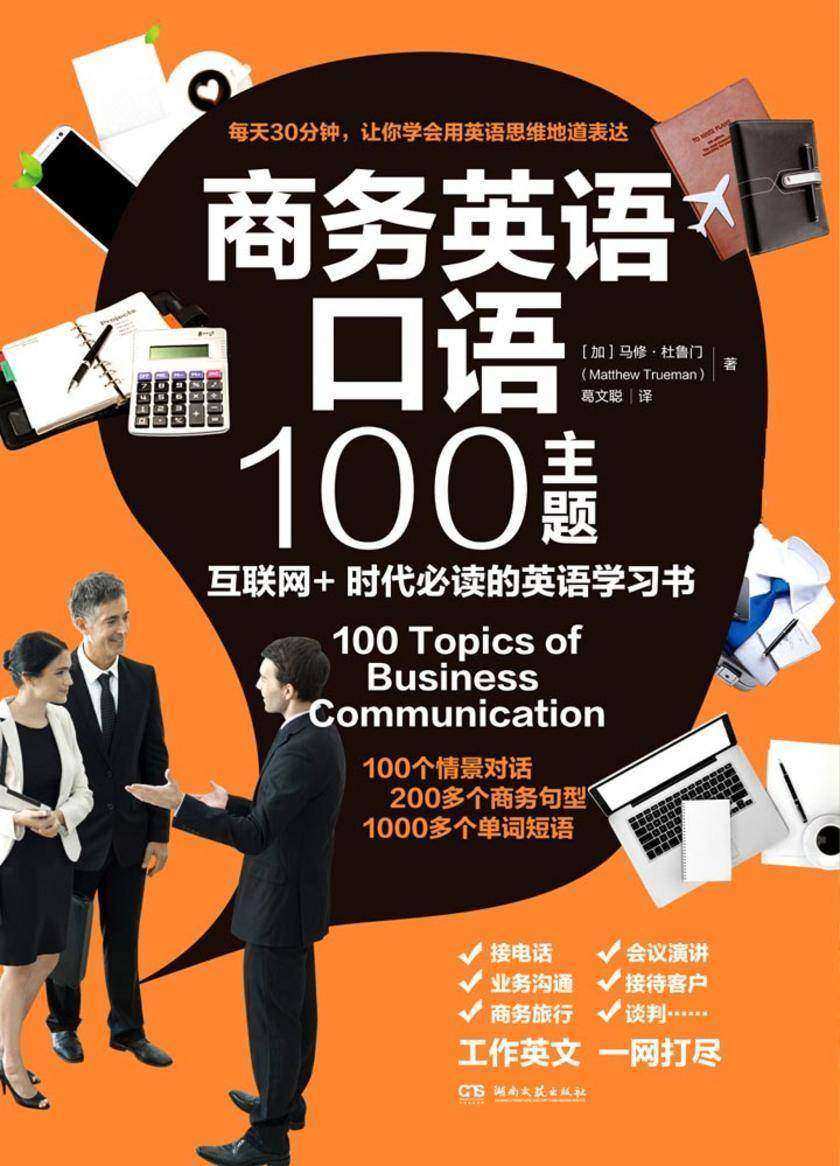 每天30分钟，让你学会用英语思维地道表达
商务英语
口语
［加］马修·杜鲁门
（Matthew Trueman）
著
葛文聪 译
100主题
互联网+ 时代必读的英语学习书
100 Topics of
Business
Communication
100个情景对话
200多个商务句型
1000多个单词短语
接电话
会议演讲
业务沟通
接待客户
商务旅行
谈判……
工作英文 一网打尽
湖南文艺出版社
Projects